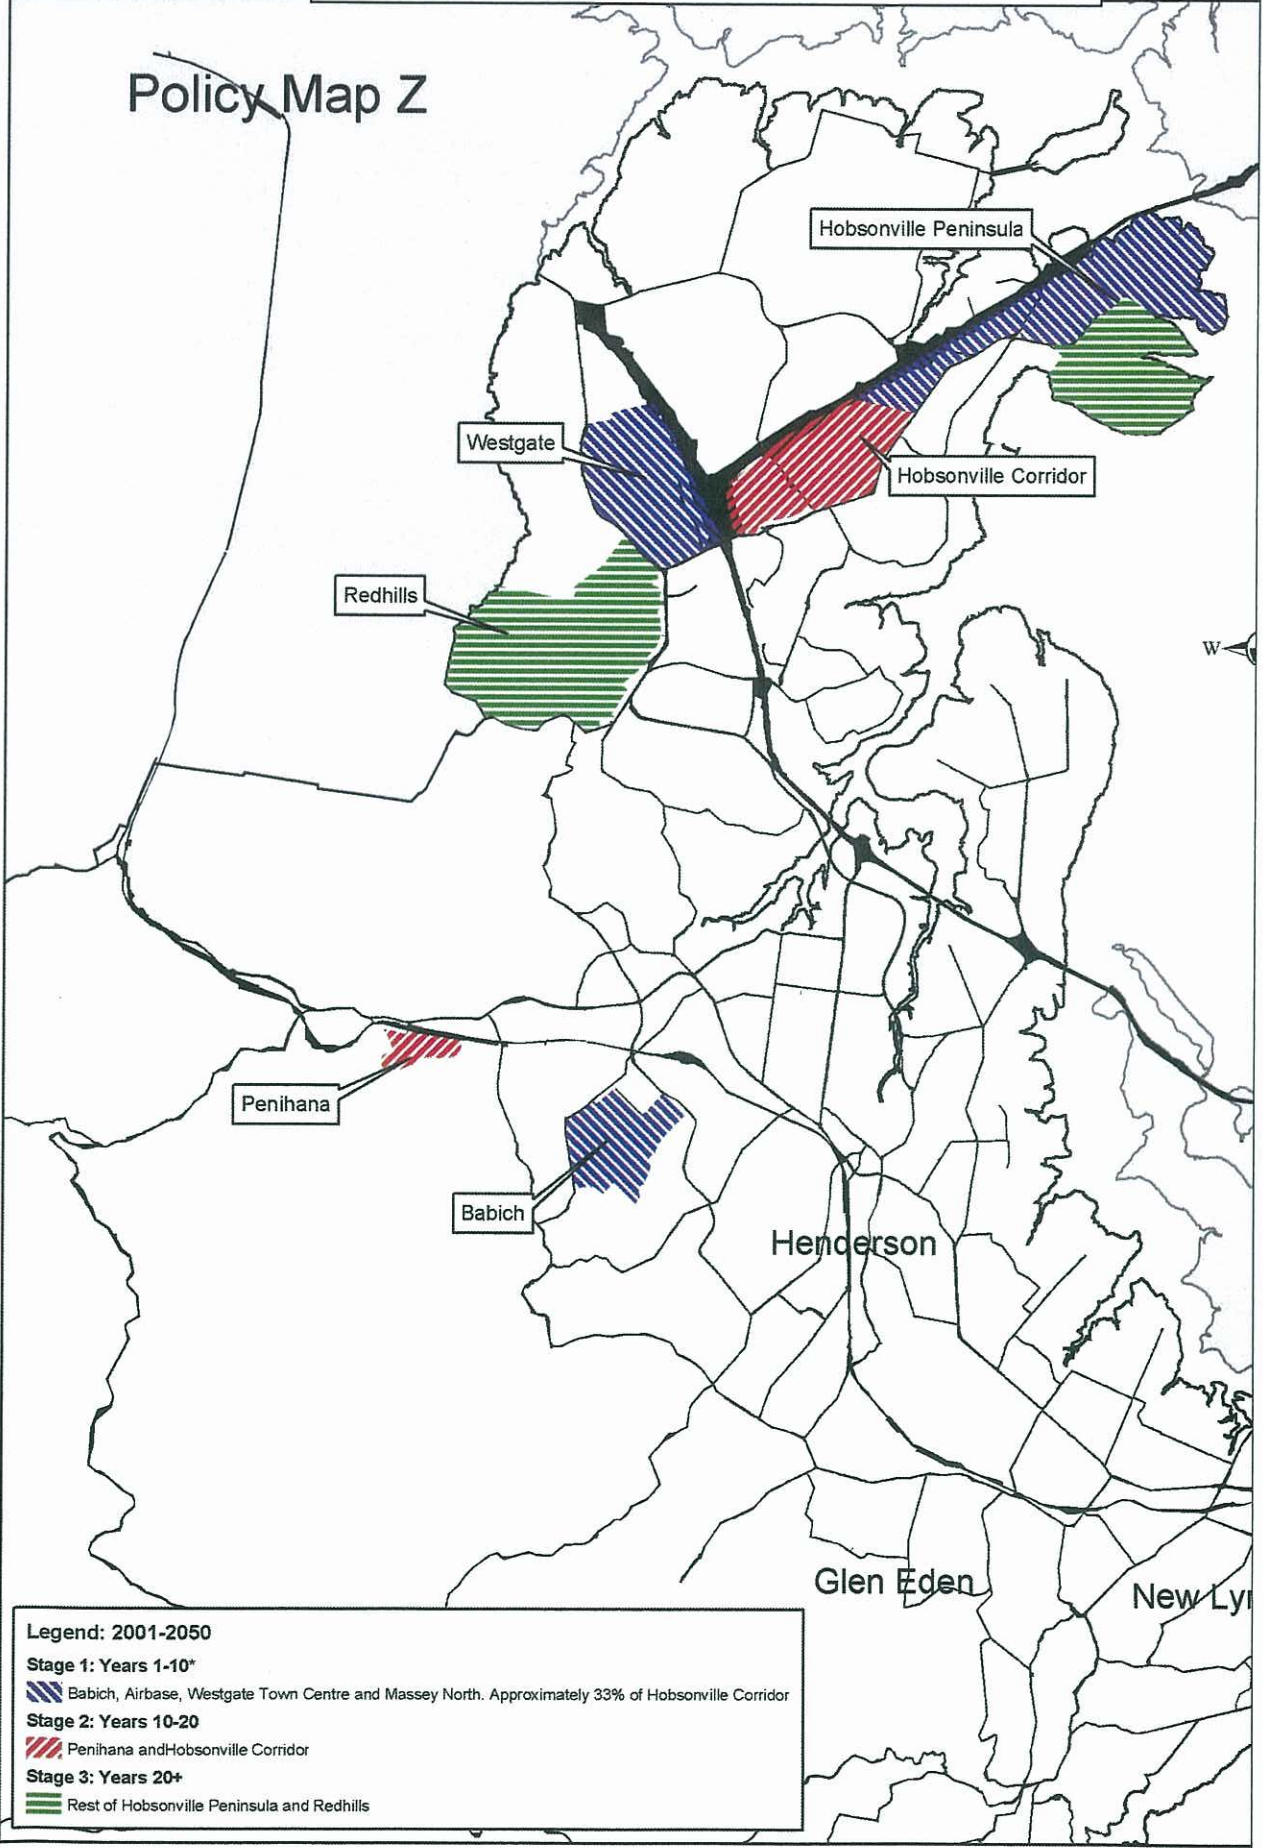 Policy Map Z
Hobsonville Peninsula
Westgate
Hobsonville Corridor
Redhills
W
Penihana
Babich
Henderson
Glen Eden
New Lyn
Legend: 2001-2050
Stage 1: Years 1-10*
Babich, Airbase, Westgate Town Centre and Massey North. Approximately 33% of Hobsonville Corridor
Stage 2: Years 10-20
Penihana andHobsonville Corridor
Stage 3: Years 20+
Rest of Hobsonville Peninsula and Redhills